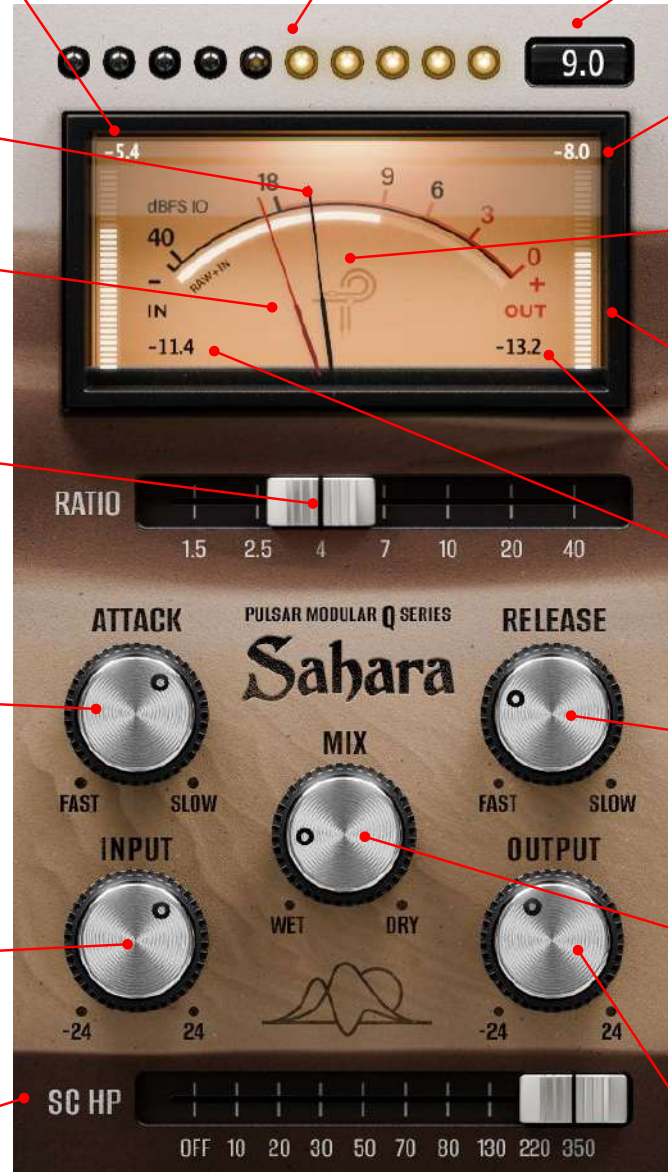 9.0
-5.4 -8.0
18 9 6 3 0
dBFS IO
40
- RAW+IN +
IN OUT
-11.4 -13.2
RATIO
1.5 2.5 4 7 10 20 40
ATTACK PULSAR MODULAR Q SERIES RELEASE
Sahara
MIX
FAST SLOW FAST SLOW
INPUT OUTPUT
WET DRY
-24 24 -24 24
SC HP
OFF 10 20 30 50 70 80 130 220 350